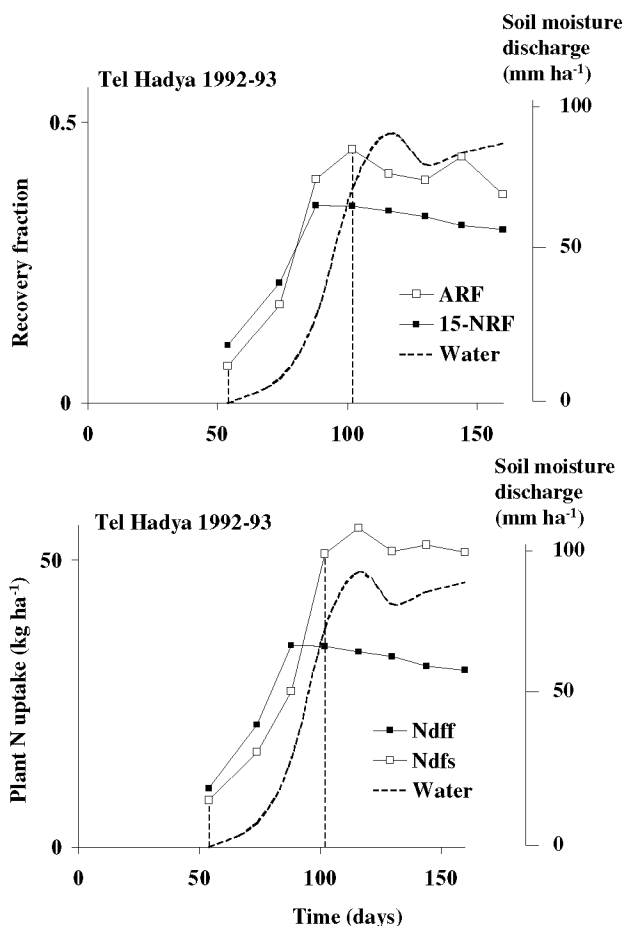 Soil moisture
discharge
(mm ha-1)
Tel Hadya 1992-93
100
0.5
50
Recovery fraction
ARF
15-NRF
Water
0
0
0
50
100
150
Soil moisture
discharge
(mm ha-1)
Tel Hadya 1992-93
100
50
50
Plant N uptake (kg ha-1)
Ndff
Ndfs
Water
0
0
0
50
100
150
Time (days)